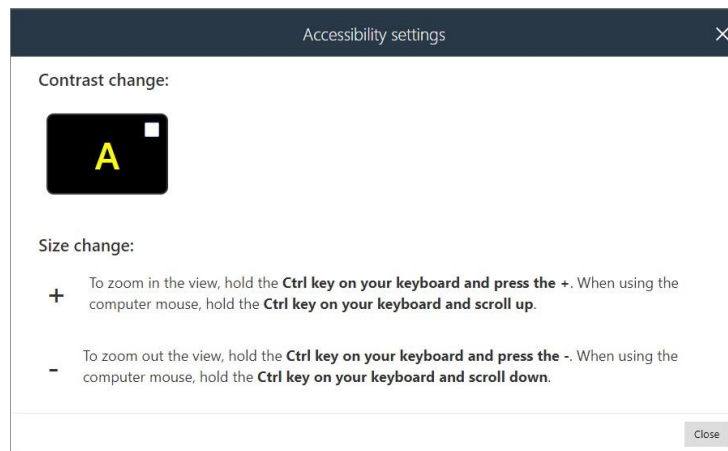 Accessibility settings
Contrast change:
A
Size change:
+ To zoom in the view, hold the Ctrl key on your keyboard and press the +. When using the
computer mouse, hold the Ctrl key on your keyboard and scroll up.
- To zoom out the view, hold the Ctrl key on your keyboard and press the -. When using the
computer mouse, hold the Ctrl key on your keyboard and scroll down.
Close